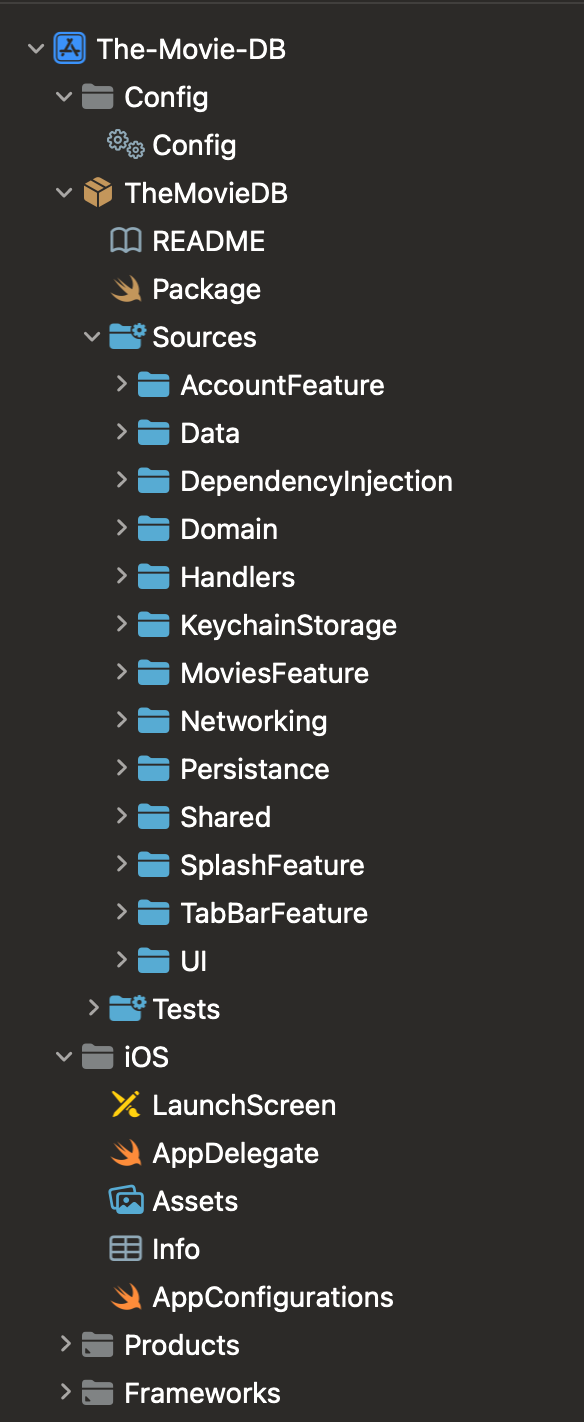 The-Movie-DB
Config
Config
TheMovieDB
README
Package
Sources
AccountFeature
Data
DependencyInjection
Domain
Handlers
KeychainStorage
MoviesFeature
Networking
Persistance
Shared
SplashFeature
TabBarFeature
UI
Tests
iOS
LaunchScreen
AppDelegate
Assets
Info
AppConfigurations
Products
Frameworks